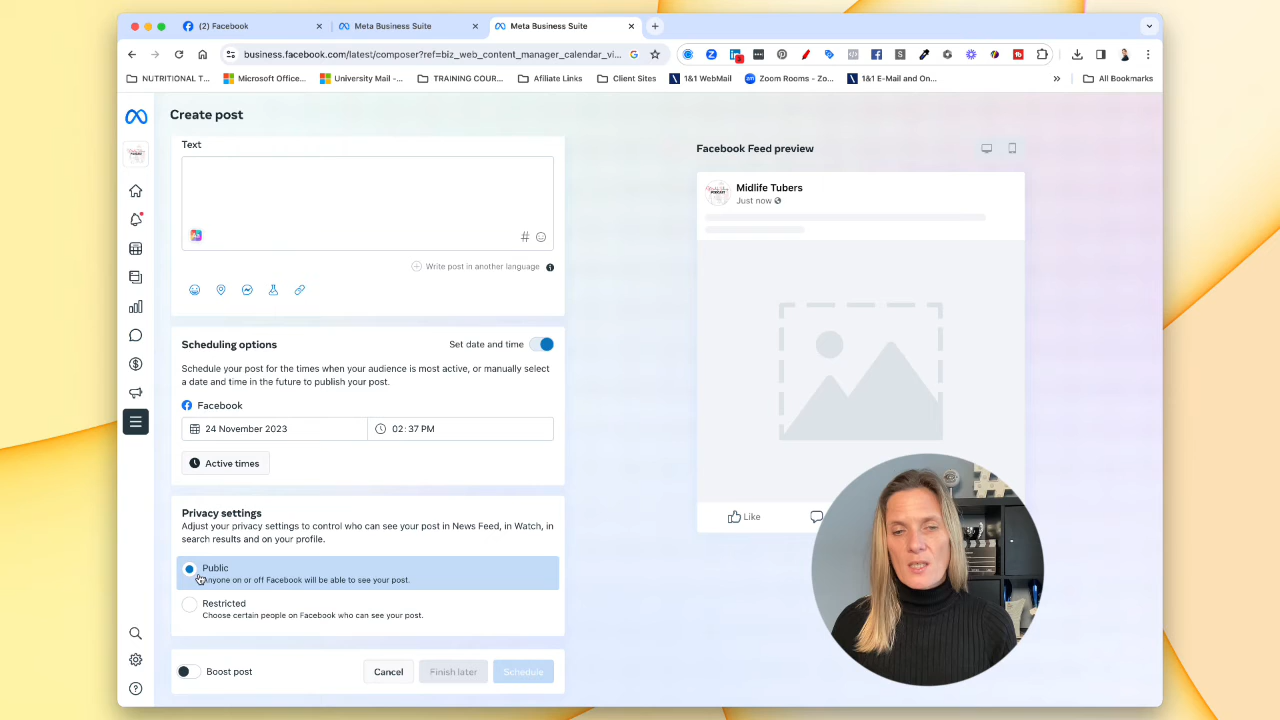 (2) Facebook
Meta Business Suite
Meta Business Suite
business.facebook.com/latest/composer?ref=biz_web_content_manager_calendar_vi...
NUTRITIONAL T...
Microsoft Office...
University Mail -...
TRAINING COUR...
Afiliate Links
Client Sites
1&1 WebMail
Zoom Rooms - Zo...
1&1 E-Mail and On...
»
All Bookmarks
Create post
Text
Write post in another language
Scheduling options
Set date and time
Schedule your post for the times when your audience is most active, or manually select
a date and time in the future to publish your post.
Facebook
24 November 2023
02:37 PM
Active times
Privacy settings
Adjust your privacy settings to control who can see your post in News Feed, in Watch, in
search results and on your profile.
Public
Anyone on or off Facebook will be able to see your post.
Restricted
Choose certain people on Facebook who can see your post.
Boost post
Cancel
Finish later
Schedule
Facebook Feed preview
Midlife Tubers
Just now
Like